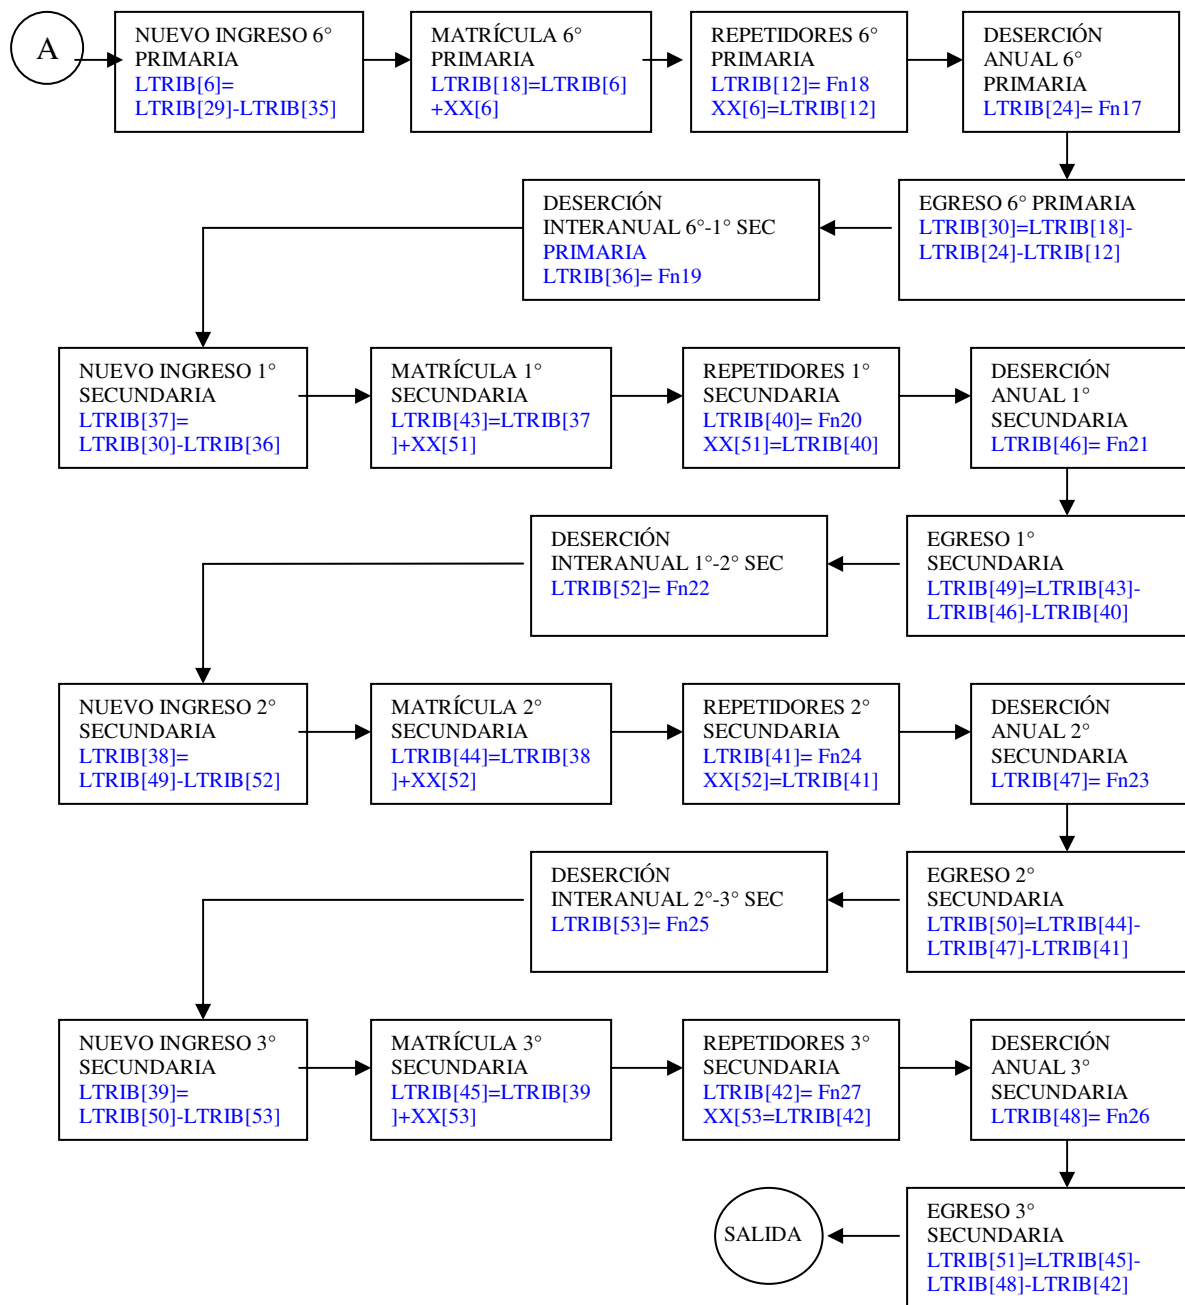 A
NUEVO INGRESO 6°
PRIMARIA
LTRIB[6]=
LTRIB[29]-LTRIB[35]
MATRÍCULA 6°
PRIMARIA
LTRIB[18]=LTRIB[6]
+XX[6]
REPETIDORES 6°
PRIMARIA
LTRIB[12]= Fn18
XX[6]=LTRIB[12]
DESERCIÓN
ANUAL 6°
PRIMARIA
LTRIB[24]= Fn17
EGRESO 6° PRIMARIA
LTRIB[30]=LTRIB[18]-
LTRIB[24]-LTRIB[12]
DESERCIÓN
INTERANUAL 6°-1° SEC
PRIMARIA
LTRIB[36]= Fn19
NUEVO INGRESO 1°
SECUNDARIA
LTRIB[37]=
LTRIB[30]-LTRIB[36]
MATRÍCULA 1°
SECUNDARIA
LTRIB[43]=LTRIB[37
]+XX[51]
REPETIDORES 1°
SECUNDARIA
LTRIB[40]= Fn20
XX[51]=LTRIB[40]
DESERCIÓN
ANUAL 1°
SECUNDARIA
LTRIB[46]= Fn21
EGRESO 1°
SECUNDARIA
LTRIB[49]=LTRIB[43]-
LTRIB[46]-LTRIB[40]
DESERCIÓN
INTERANUAL 1°-2° SEC
LTRIB[52]= Fn22
NUEVO INGRESO 2°
SECUNDARIA
LTRIB[38]=
LTRIB[49]-LTRIB[52]
MATRÍCULA 2°
SECUNDARIA
LTRIB[44]=LTRIB[38
]+XX[52]
REPETIDORES 2°
SECUNDARIA
LTRIB[41]= Fn24
XX[52]=LTRIB[41]
DESERCIÓN
ANUAL 2°
SECUNDARIA
LTRIB[47]= Fn23
EGRESO 2°
SECUNDARIA
LTRIB[50]=LTRIB[44]-
LTRIB[47]-LTRIB[41]
DESERCIÓN
INTERANUAL 2°-3° SEC
LTRIB[53]= Fn25
NUEVO INGRESO 3°
SECUNDARIA
LTRIB[39]=
LTRIB[50]-LTRIB[53]
MATRÍCULA 3°
SECUNDARIA
LTRIB[45]=LTRIB[39
]+XX[53]
REPETIDORES 3°
SECUNDARIA
LTRIB[42]= Fn27
XX[53=LTRIB[42]
DESERCIÓN
ANUAL 3°
SECUNDARIA
LTRIB[48]= Fn26
EGRESO 3°
SECUNDARIA
LTRIB[51]=LTRIB[45]-
LTRIB[48]-LTRIB[42]
SALIDA